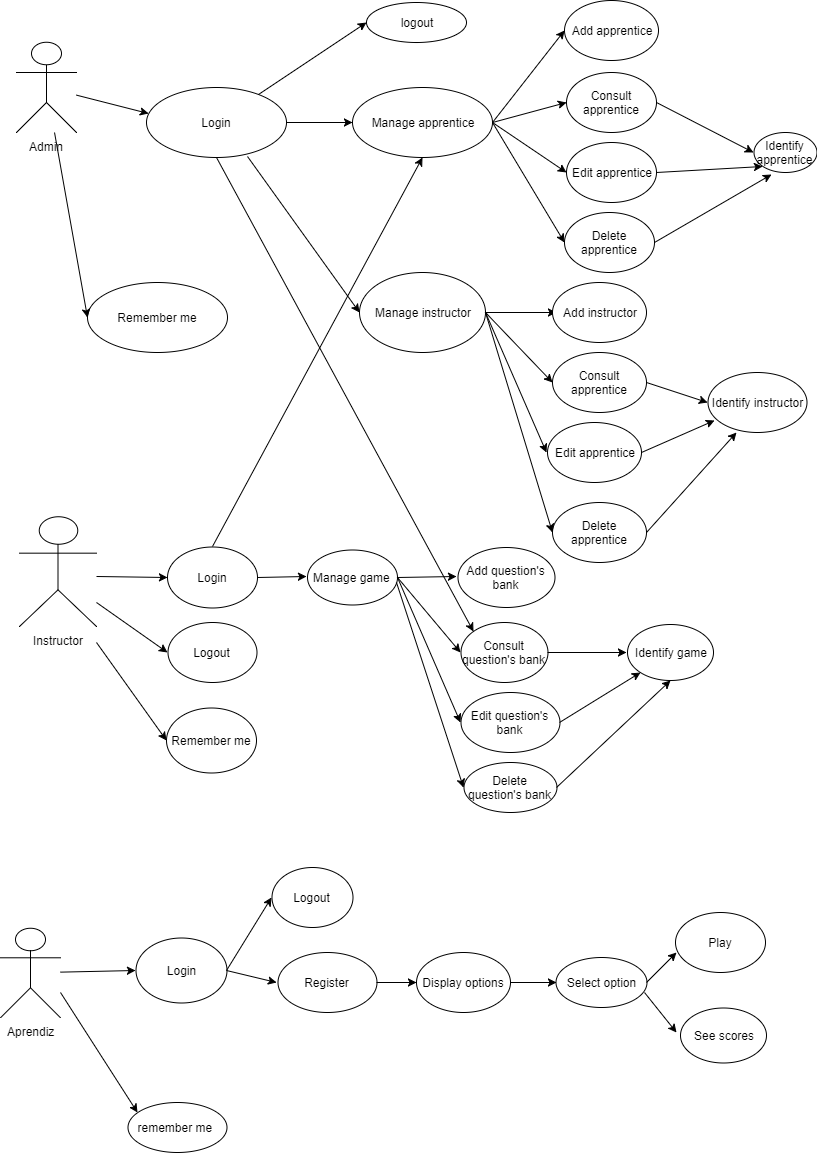 logout
Add apprentice
Admin
Login
Manage apprentice
Consult
apprentice
Identify
apprentice
Edit apprentice
Delete
apprentice
Remember me
Manage instructor
Add instructor
Consult
apprentice
Identify instructor
Edit apprentice
Delete
apprentice
Instructor
Login
Manage game
Add question's
bank
Logout
Consult
question's bank
Identify game
Remember me
Edit question's
bank
Delete
question's bank
Logout
Aprendiz
Login
Register
Display options
Select option
Play
See scores
remember me